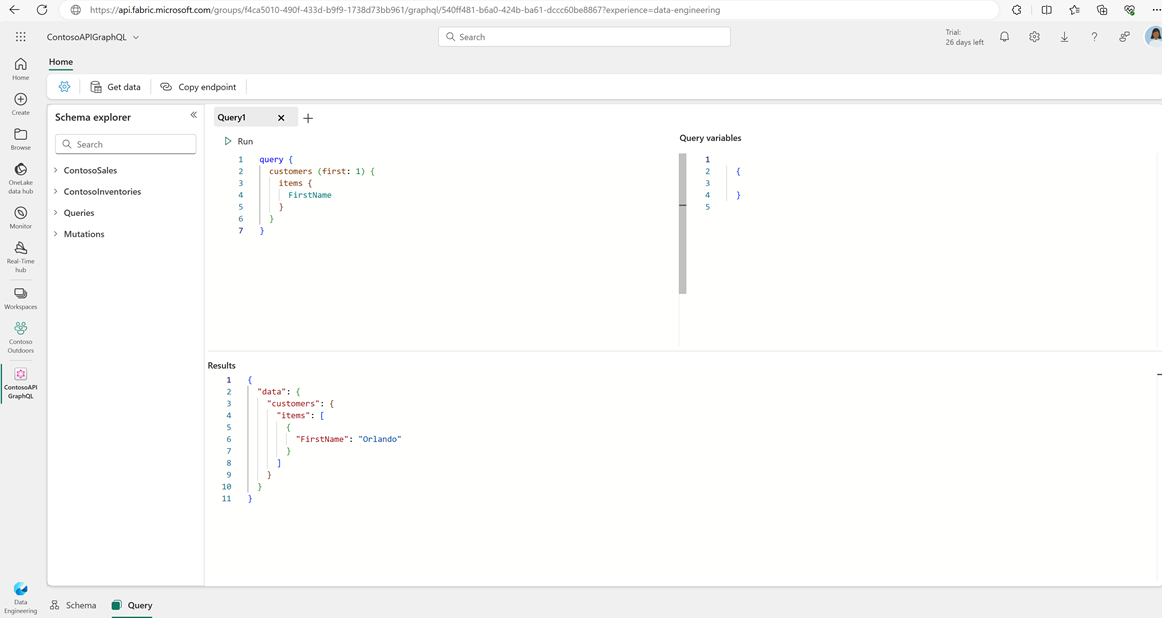 https://api.fabric.microsoft.com/groups/f4ca5010-490f-433d-b9f9-1738d73bb961/graphql/540ff481-b6a0-424b-ba61-dccc60be8867?experience=data-engineering
ContosoAPIGraphQL
Search
Trial:
26 days left
Home
Home
Create
Browse
OneLake
data hub
Monitor
Real-Time
hub
Workspaces
Contoso
Outdoors
ContosoAPI
GraphQL
Data
Engineering
Get data
Copy endpoint
Schema explorer
Search
ContosoSales
ContosoInventories
Queries
Mutations
Query1
Run
1 query {
2 customers (first: 1) {
3 items {
4 FirstName
5 }
6 }
7 }
Query variables
1
2 {
3
4 }
5
Results
1 {
2 "data": {
3 "customers": {
4 "items": [
5 {
6 "FirstName": "Orlando"
7 }
8 ]
9 }
10 }
11 }
Schema
Query